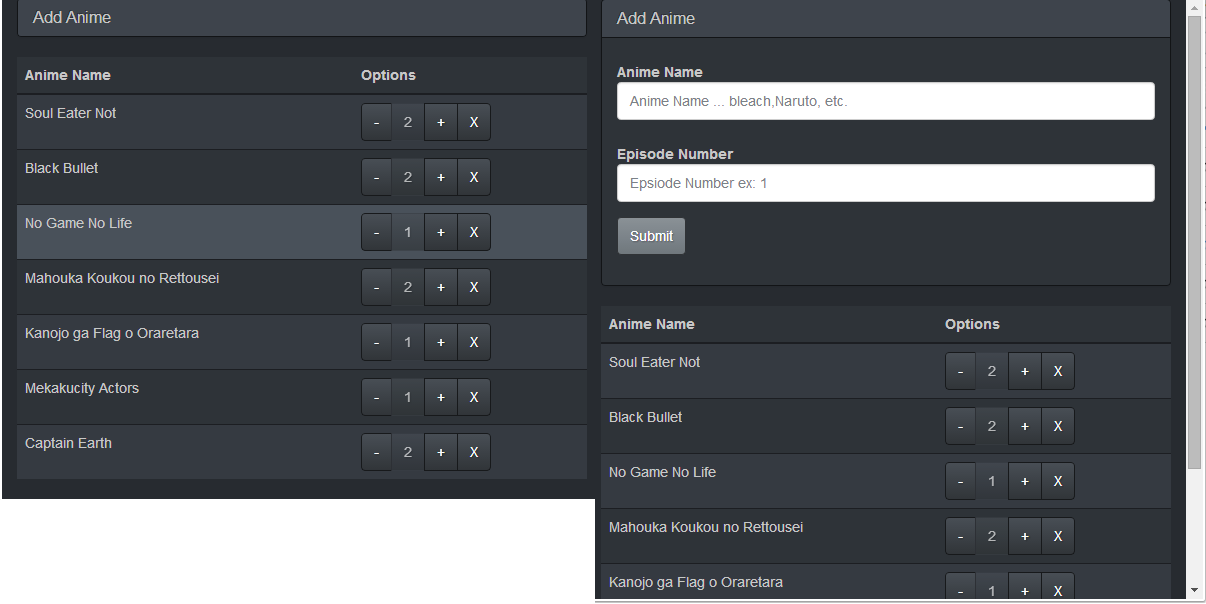 Add Anime
Anime Name Options
Soul Eater Not - 2 + X
Black Bullet - 2 + X
No Game No Life - 1 + X
Mahouka Koukou no Rettousei - 2 + X
Kanojo ga Flag o Oraretara - 1 + X
Mekakucity Actors - 1 + X
Captain Earth - 2 + X
Add Anime
Anime Name
Anime Name ... bleach,Naruto, etc.
Episode Number
Epsiode Number ex: 1
Submit
Anime Name Options
Soul Eater Not - 2 + X
Black Bullet - 2 + X
No Game No Life - 1 + X
Mahouka Koukou no Rettousei - 2 + X
Kanojo ga Flag o Oraretara - 1 + X